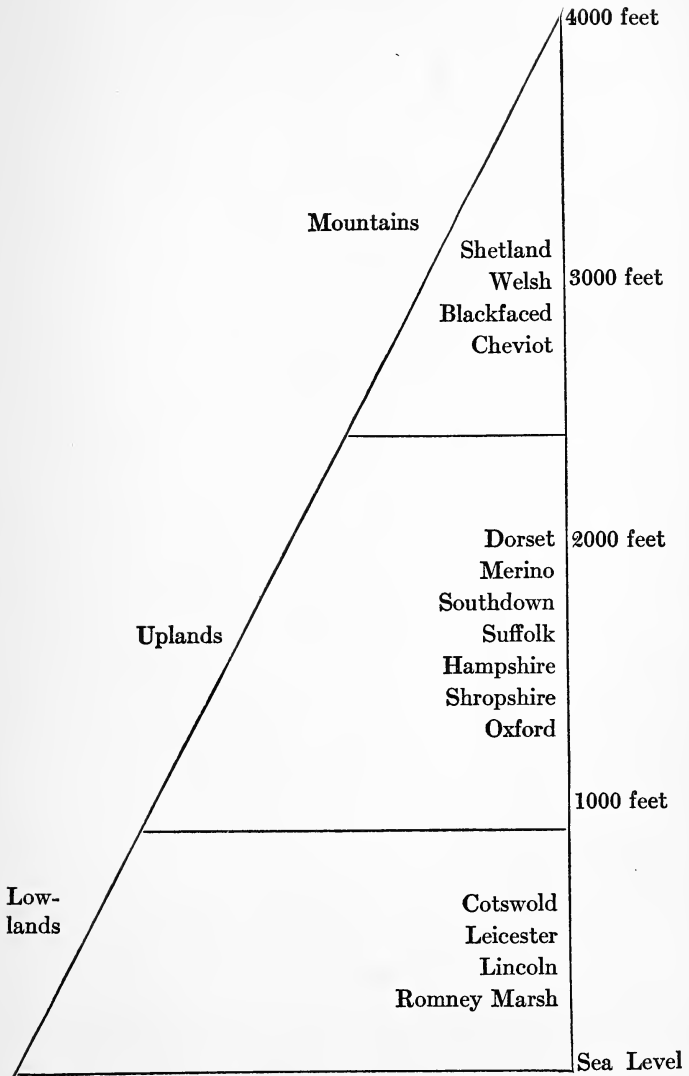 4000 feet
Mountains
Shetland
Welsh
3000 feet
Blackfaced
Cheviot
Dorset
2000 feet
Merino
Southdown
Uplands
Suffolk
Hampshire
Shropshire
Oxford
1000 feet
Low-
lands
Cotswold
Leicester
Lincoln
Romney Marsh
Sea Level